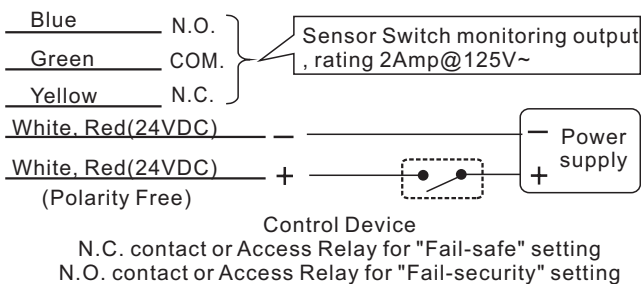 Blue
N.O.
Sensor Switch monitoring output
Green
COM.
, rating 2Amp@125V~
Yellow
N.C.
White, Red(24VDC)
—
—
Power
supply
White, Red(24VDC)
+
+
(Polarity Free)
Control Device
N.C. contact or Access Relay for "Fail-safe" setting
N.O. contact or Access Relay for "Fail-security" setting